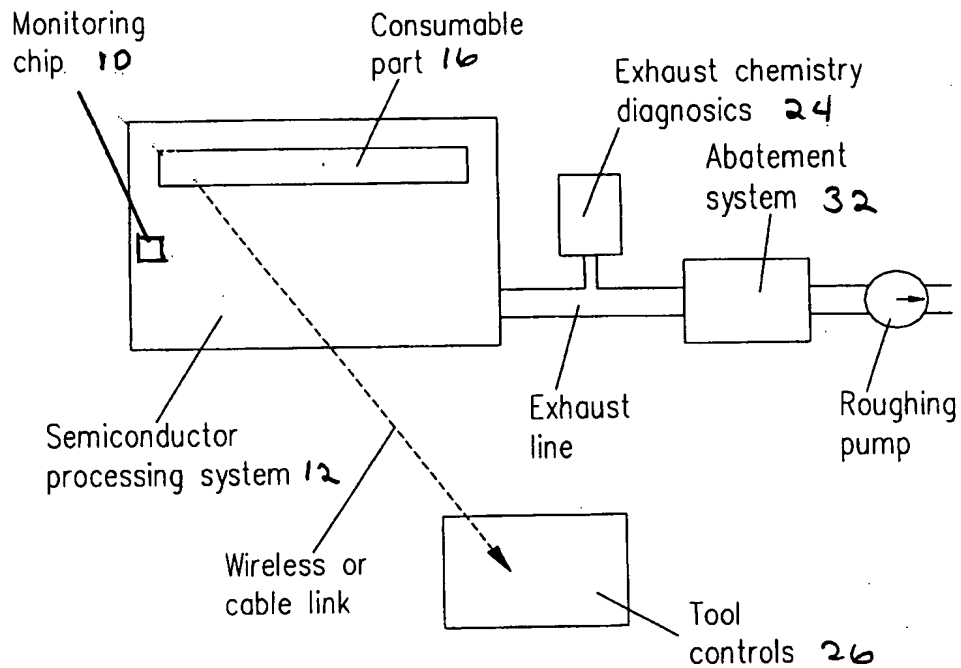 Monitoring
chip 10
Consumable
part 16
Exhaust chemistry
diagnosics 24
Abatement
system 32
Semiconductor
processing system 12
Exhaust
line
Roughing
pump
Wireless or
cable link
Tool
controls 26